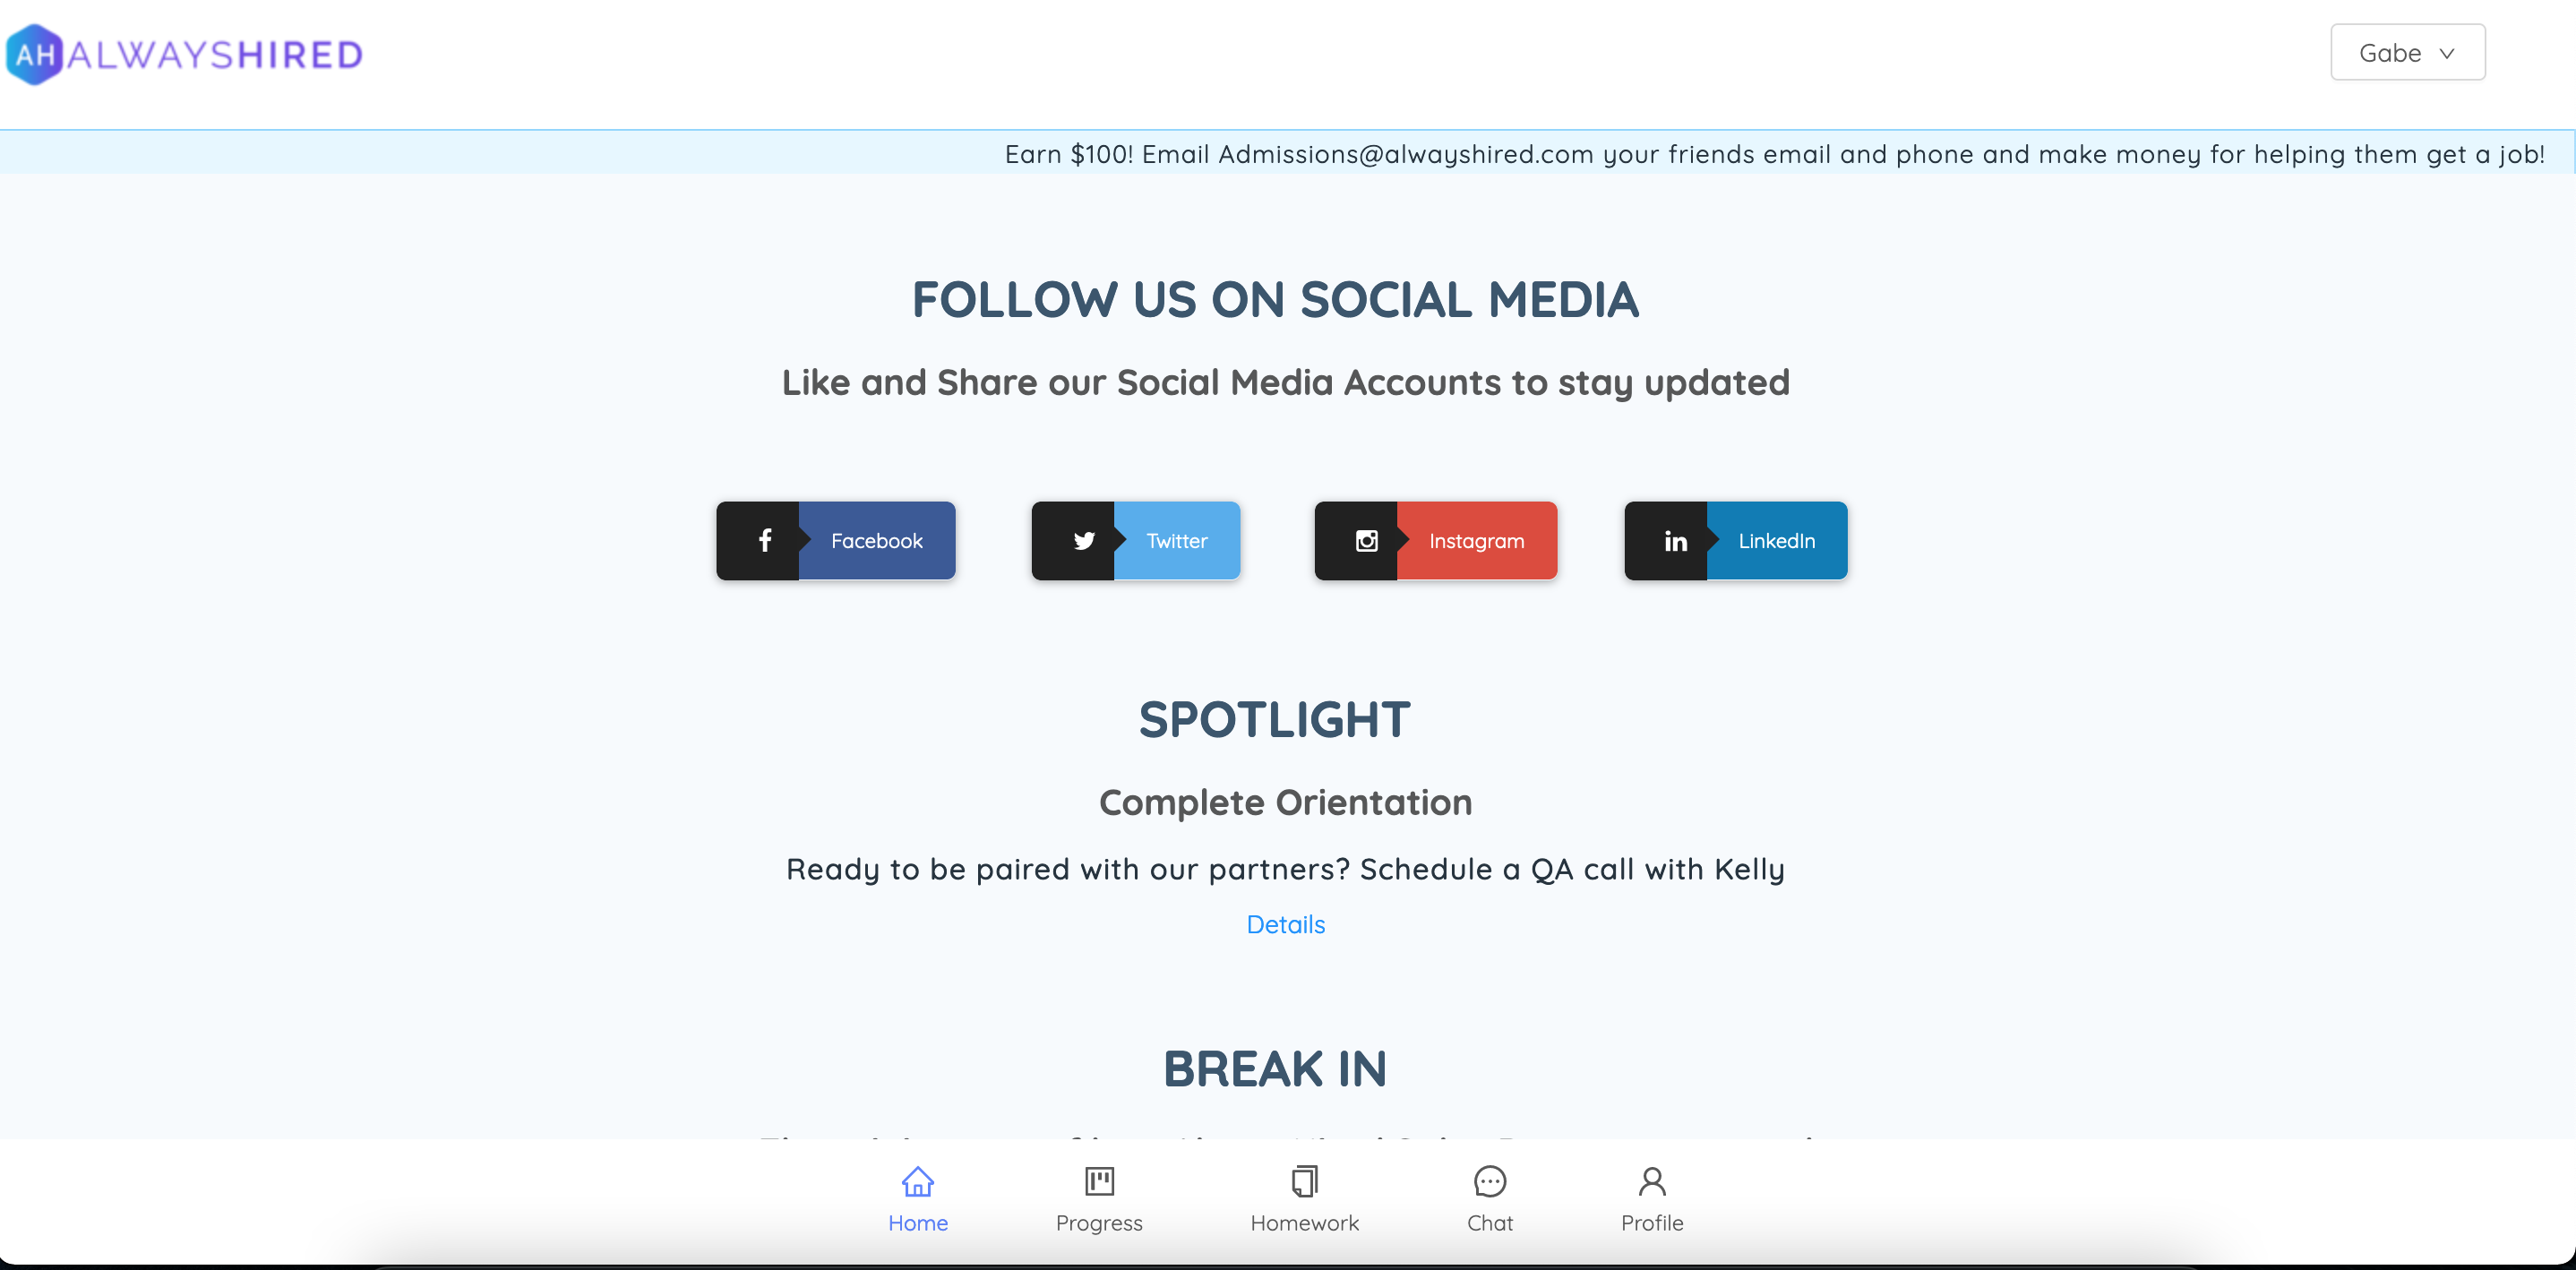 AH ALWAYSHIRED
Gabe
Earn $100! Email Admissions@alwayshired.com your friends email and phone and make money for helping them get a job!
FOLLOW US ON SOCIAL MEDIA
Like and Share our Social Media Accounts to stay updated
Facebook
Twitter
Instagram
LinkedIn
SPOTLIGHT
Complete Orientation
Ready to be paired with our partners? Schedule a QA call with Kelly
Details
BREAK IN
Home
Progress
Homework
Chat
Profile